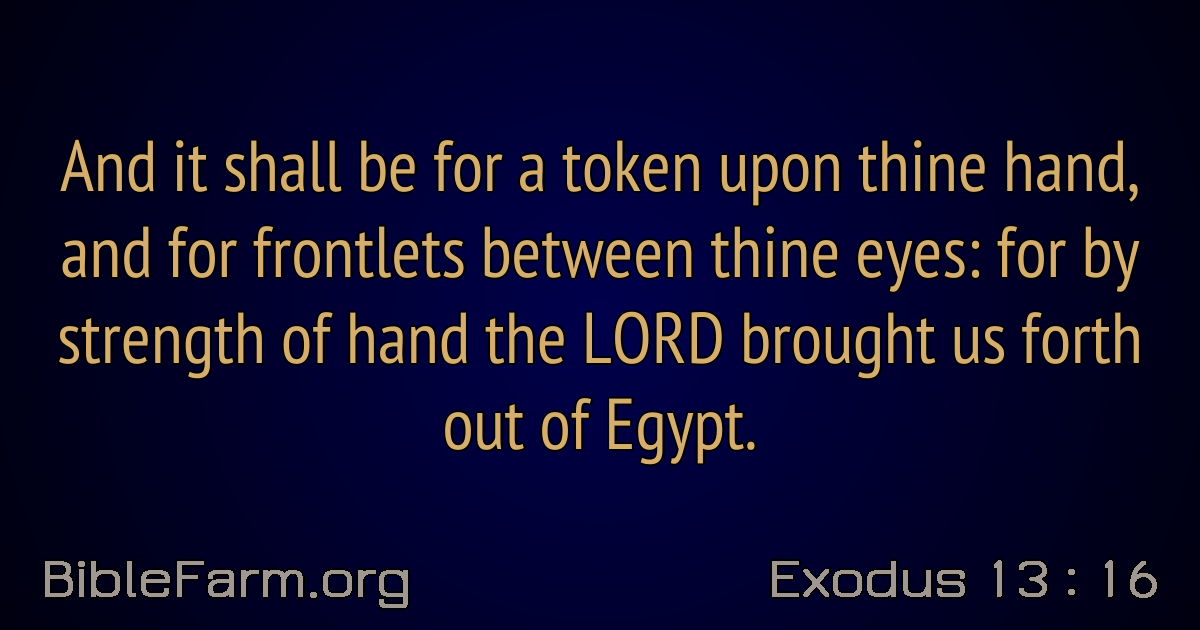 And it shall be for a token upon thine hand,
and for frontlets between thine eyes: for by
strength of hand the LORD brought us forth
out of Egypt.
BibleFarm.org
Exodus 13 : 16